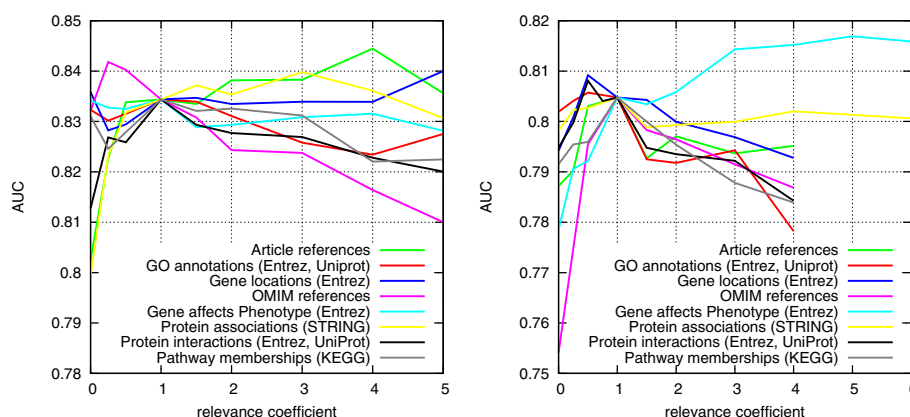 0.85
0.84
0.83
0.82
0.81
0.8
0.79
0.78
AUC
Article references
GO annotations (Entrez, Uniprot)
Gene locations (Entrez)
OMIM references
Gene affects Phenotype (Entrez)
Protein associations (STRING)
Protein interactions (Entrez, UniProt)
Pathway memberships (KEGG)
0 1 2 3 4 5
relevance coefficient
0.82
0.81
0.8
0.79
0.78
0.77
0.76
0.75
AUC
Article references
GO annotations (Entrez, Uniprot)
Gene locations (Entrez)
OMIM references
Gene affects Phenotype (Entrez)
Protein associations (STRING)
Protein interactions (Entrez, UniProt)
Pathway memberships (KEGG)
0 1 2 3 4 5
relevance coefficient